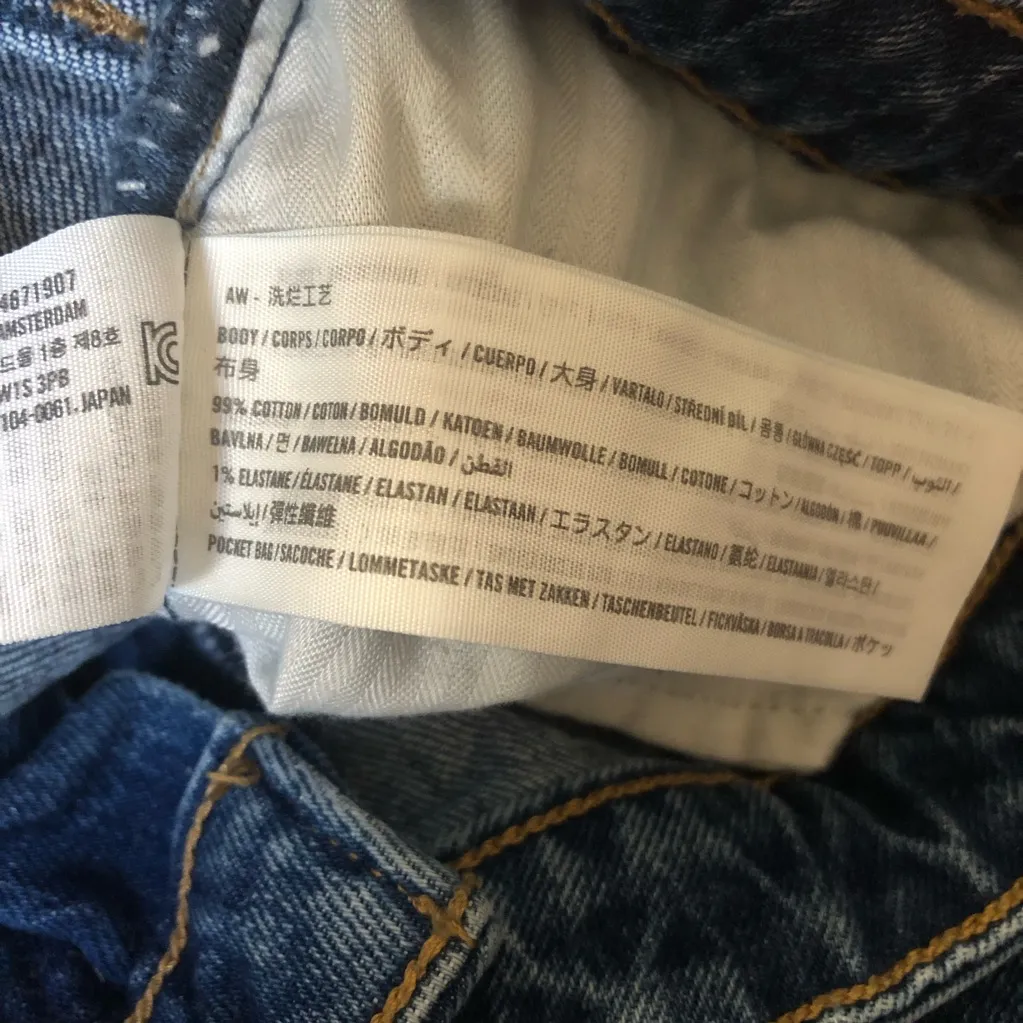 4671907
AMSTERDAM
드울 1층 제8호
W1S 3PB
104-0061. JAPAN
AW - 洗烂工艺
BODY / CORPS / CORPO / ボディ / CUERPO / 大身 / VARTALO / STŘEDNÍ DÍL / 몸통 / GŁÓWNA CZĘŚĆ / TOPP / الثوب /
布身
99% COTTON / COTON / BOMULD / KATOEN / BAUMWOLLE / BOMULL / COTONE / コットン / ALGODÓN / 棉 / PUUVILLAA /
BAVLNA / 면 / BAWEŁNA / ALGODÃO / القطن
1% ELASTANE / ÉLASTANE / ELASTAN / ELASTAAN / エラスタン / ELASTANO / 氨纶 / ELASTAANIA / 엘라스탄 /
إيلاستين / 彈性纖維
POCKET BAG / SACOCHE / LOMMETASKE / TAS MET ZAKKEN / TASCHENBEUTEL / FICKVÄSKA / BORSA A TRACOLLA / ポケッ